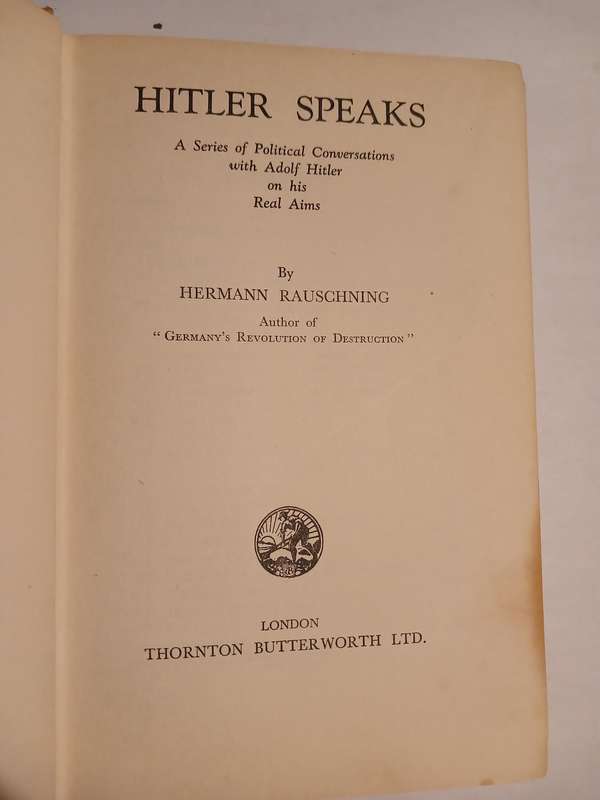 HITLER SPEAKS
A Series of Political Conversations
with Adolf Hitler
on his
Real Aims
By
HERMANN RAUSCHNING
Author of
“ GERMANY'S REVOLUTION OF DESTRUCTION ”
LONDON
THORNTON BUTTERWORTH LTD.